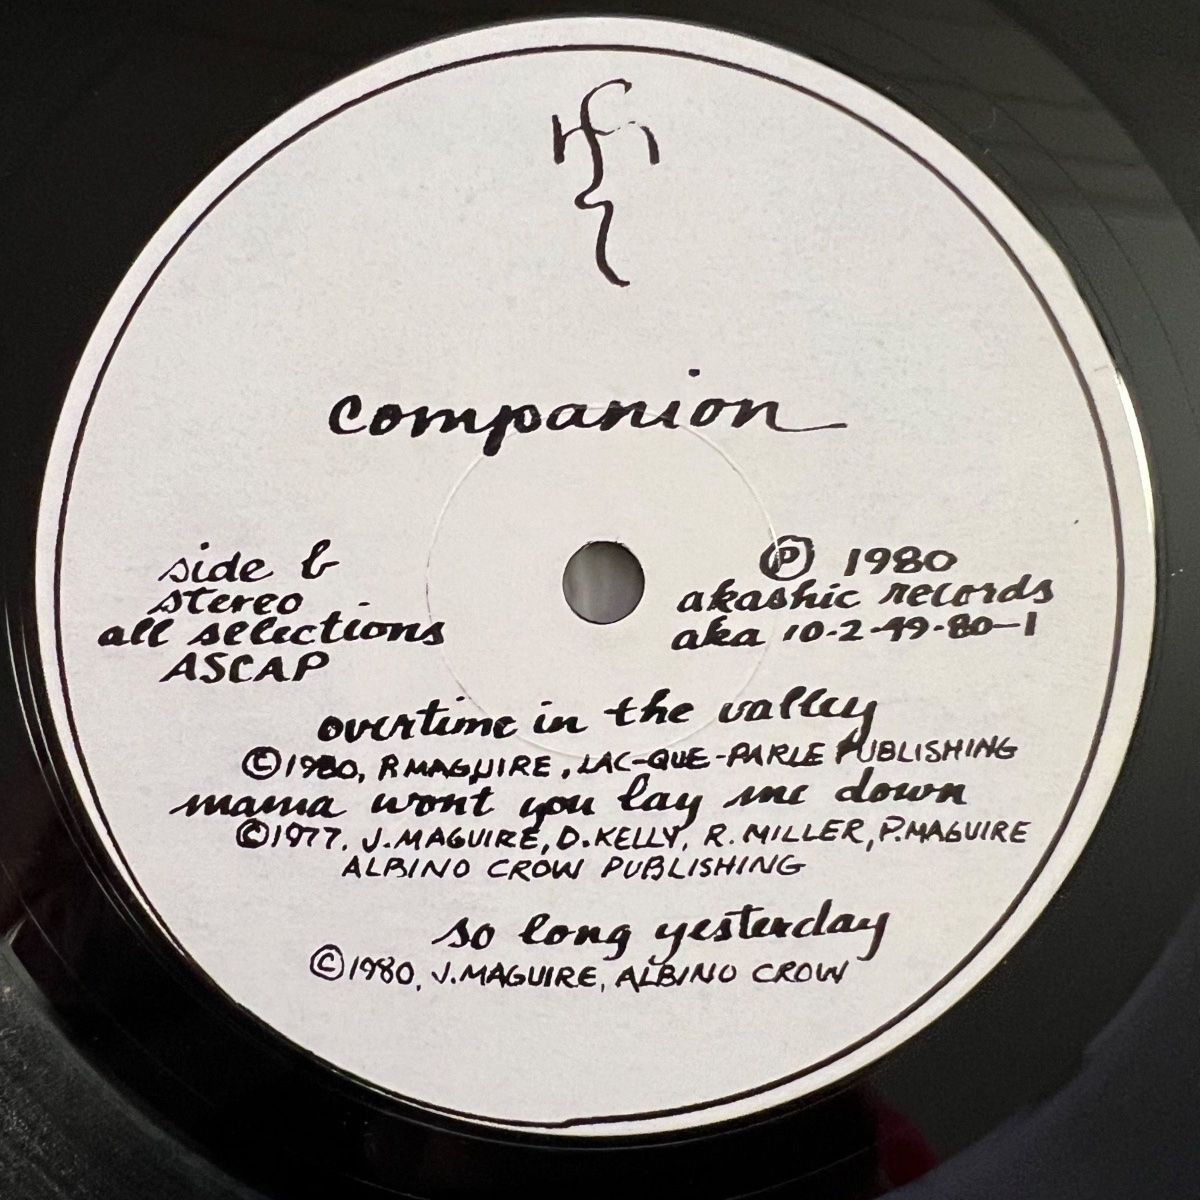 companion
side b
stereo
all selections
ASCAP
℗ 1980
akashic records
aka 10-2-49-80-1
overtime in the valley
©1980, P. MAGUIRE, LAC-QUE-PARLE PUBLISHING
mama wont you lay me down
©1977, J. MAGUIRE, D. KELLY, R. MILLER, P. MAGUIRE
ALBINO CROW PUBLISHING
so long yesterday
©1980, J. MAGUIRE, ALBINO CROW